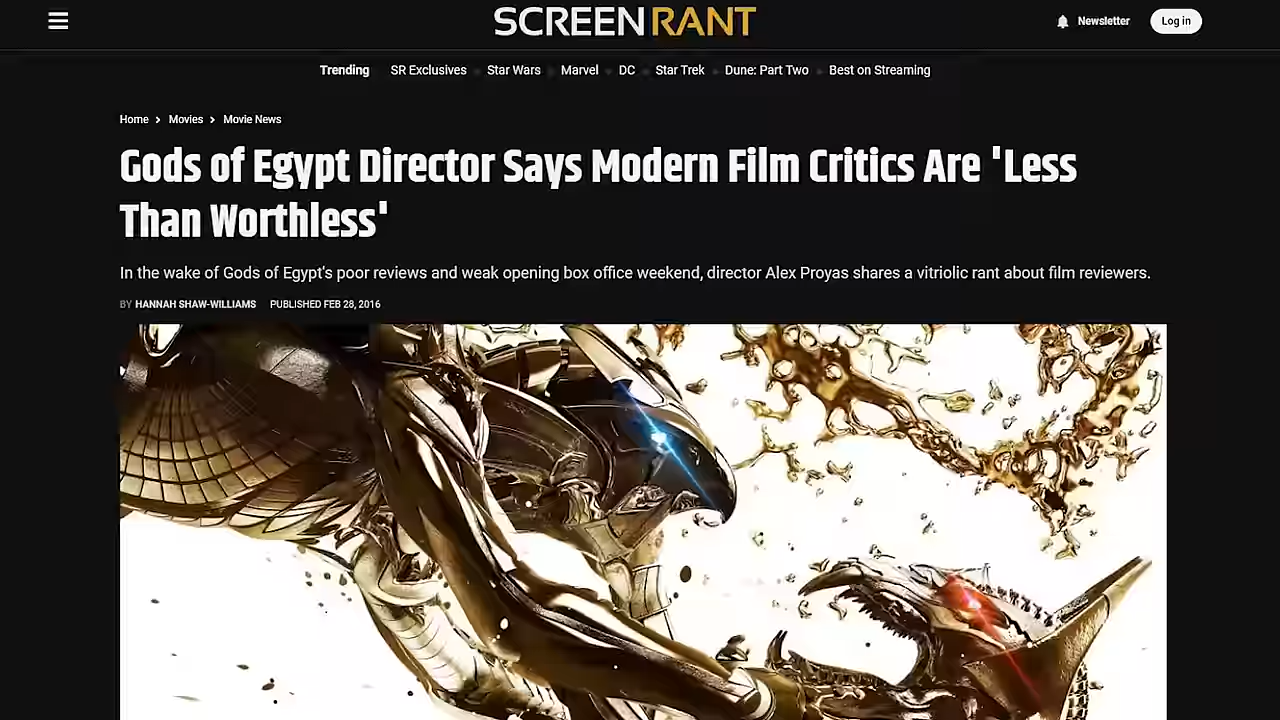 SCREENRANT
Newsletter
Log in
Trending SR Exclusives Star Wars Marvel DC Star Trek Dune: Part Two Best on Streaming
Home > Movies > Movie News
Gods of Egypt Director Says Modern Film Critics Are 'Less
Than Worthless'
In the wake of Gods of Egypt's poor reviews and weak opening box office weekend, director Alex Proyas shares a vitriolic rant about film reviewers.
BY HANNAH SHAW-WILLIAMS PUBLISHED FEB 28, 2016